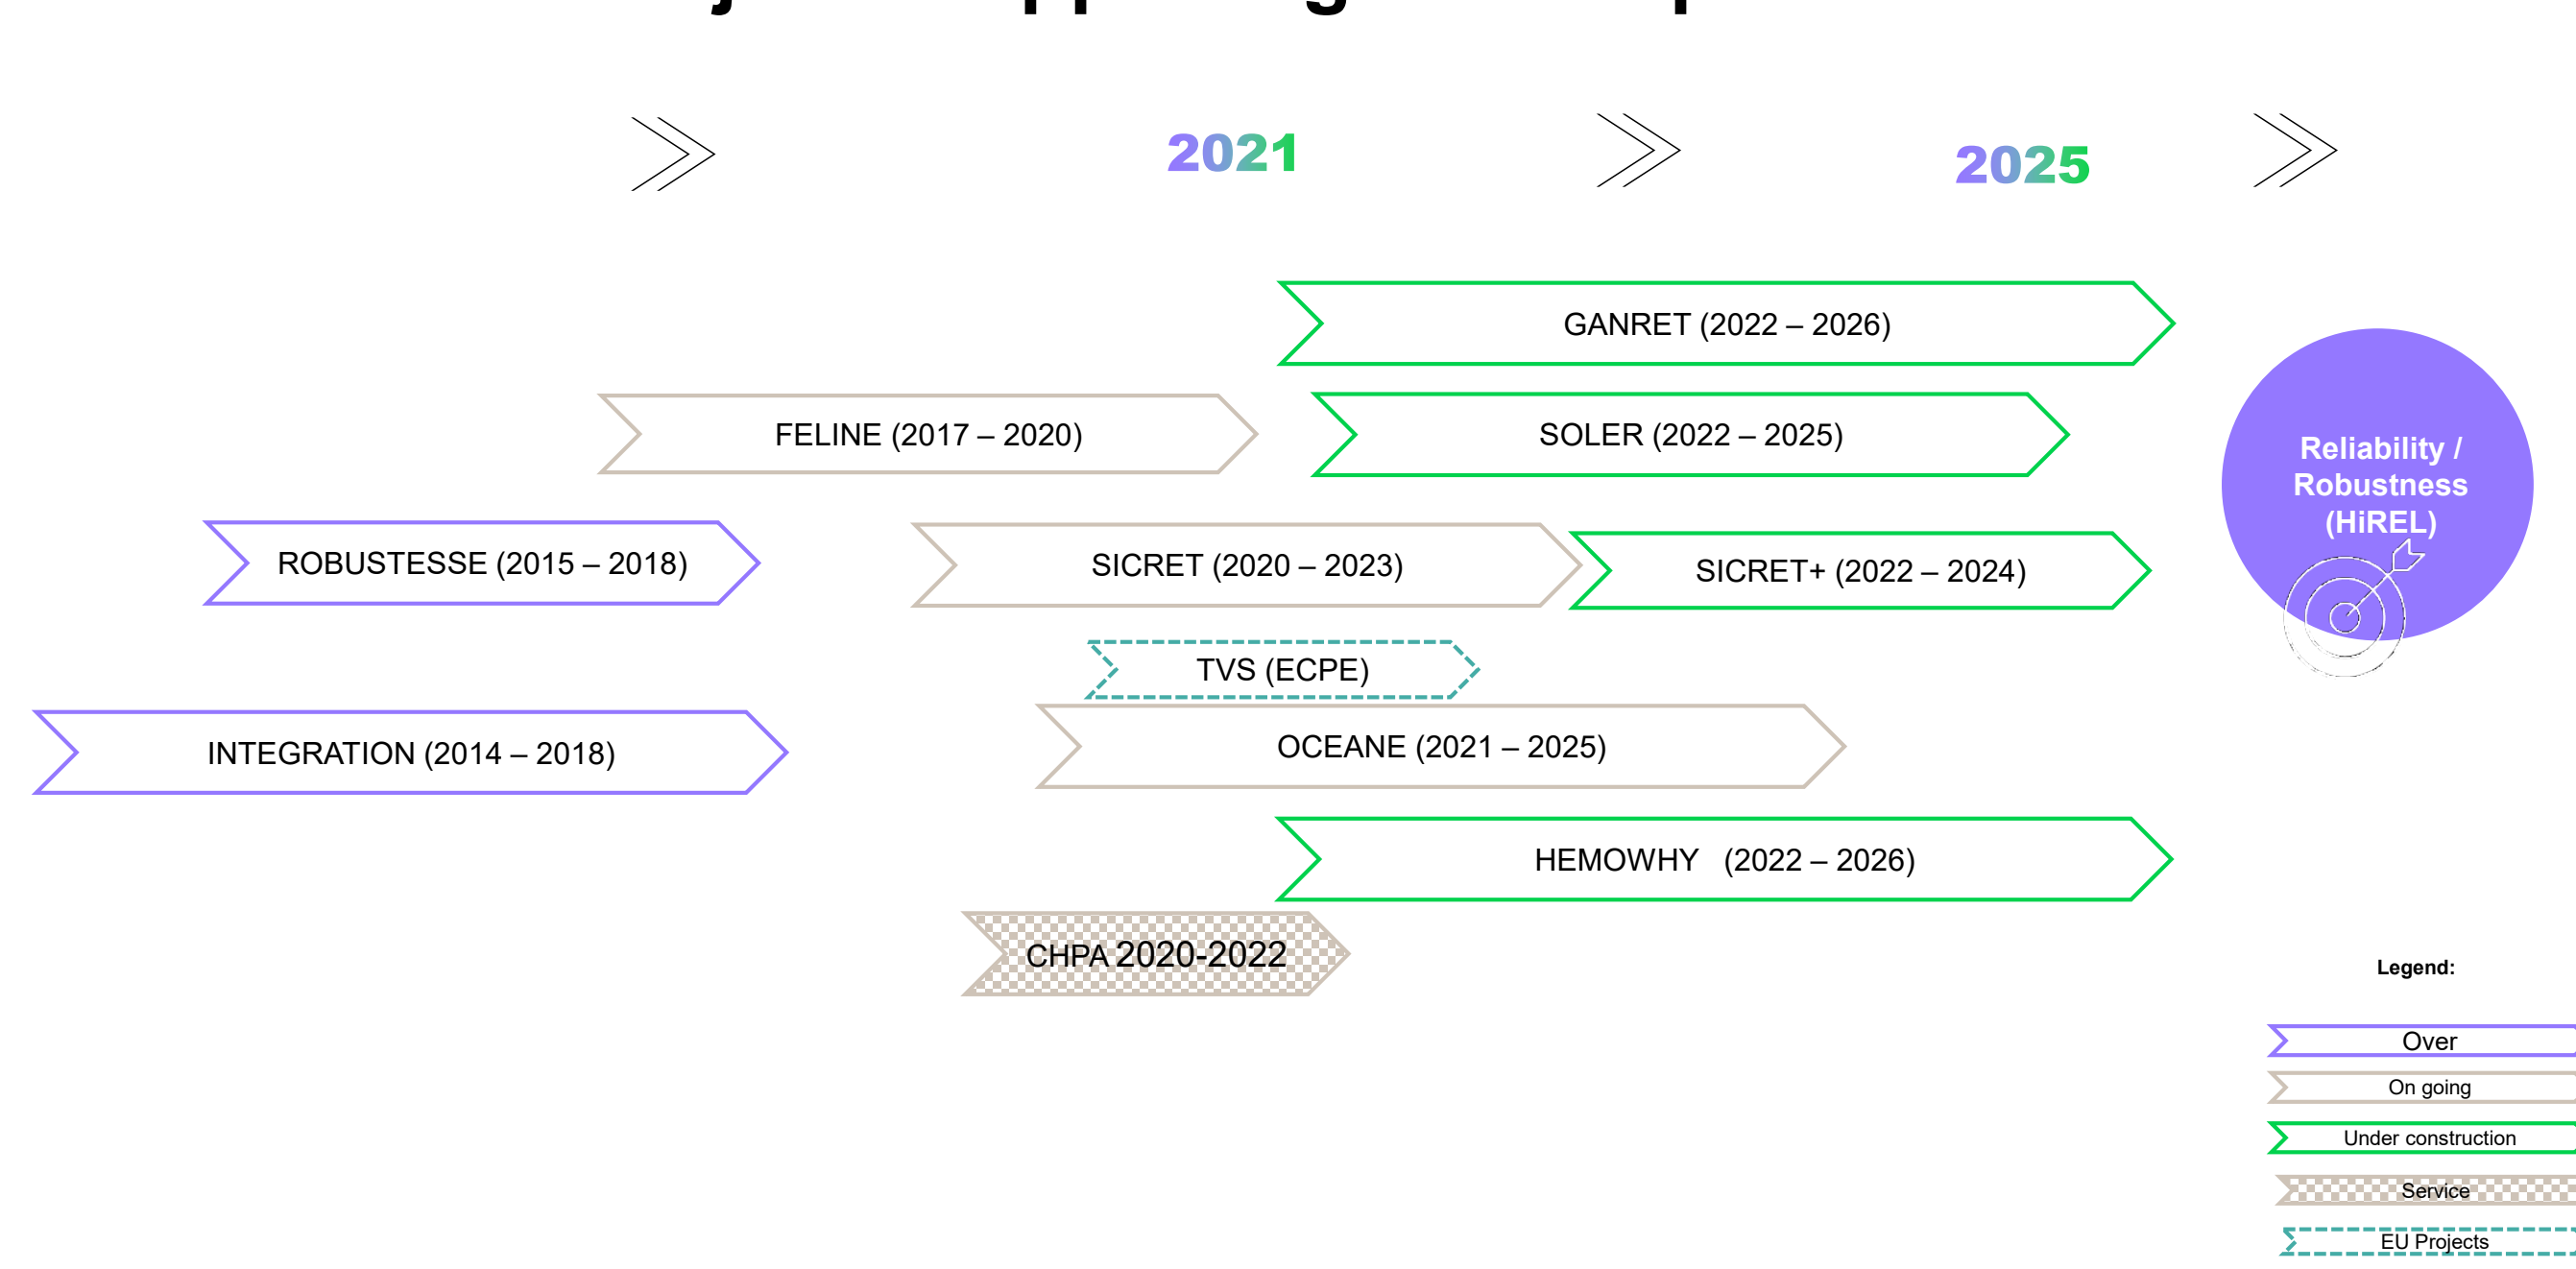 2021
2025
GANRET (2022 – 2026)
FELINE (2017 – 2020)
SOLER (2022 – 2025)
Reliability /
Robustness
(HiREL)
ROBUSTESSE (2015 – 2018)
SICRET (2020 – 2023)
SICRET+ (2022 – 2024)
TVS (ECPE)
INTEGRATION (2014 – 2018)
OCEANE (2021 – 2025)
HEMOWHY (2022 – 2026)
CHPA 2020-2022
Legend:
Over
On going
Under construction
Service
EU Projects